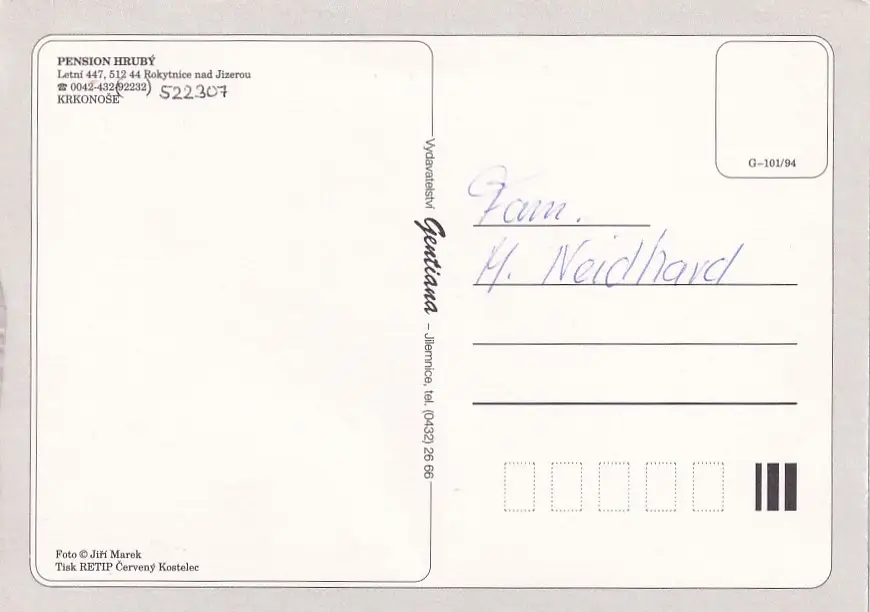 PENSION HRUBÝ
Letní 447, 512 44 Rokytnice nad Jizerou
☎ 0042-432(92232) 522307
KRKONOŠE
Foto © Jiří Marek
Tisk RETIP Červený Kostelec
Vydavatelství Gentiana – Jilemnice, tel. (0432) 26 66
G–101/94
Fam.
M. Neidhard